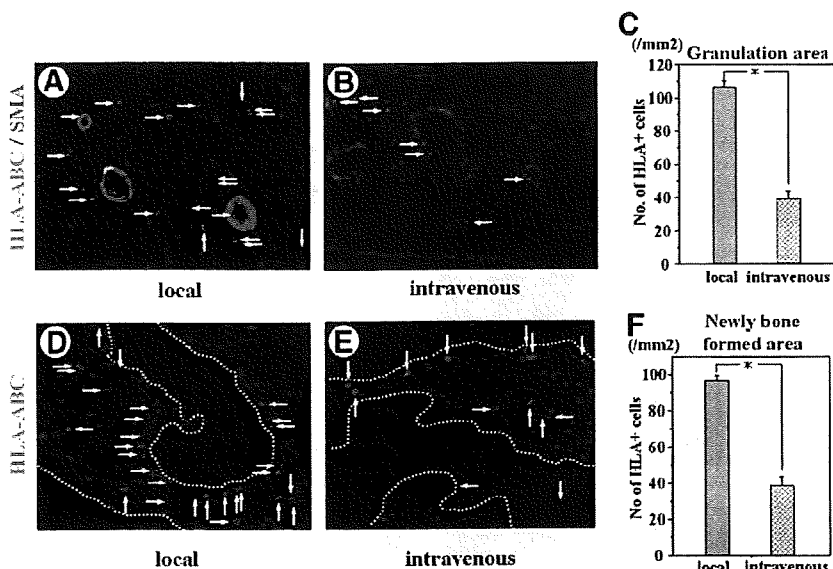 A
B
HLA-ABC / SMA
local
intravenous
C
(/mm2)
Granulation area
No. of HLA+ cells
120
100
80
60
40
20
0
*
local
intravenous
D
E
HLA-ABC
local
intravenous
F
(/mm2)
Newly bone
formed area
No of HLA+ cells
100
80
60
40
20
0
*
local
intravenous